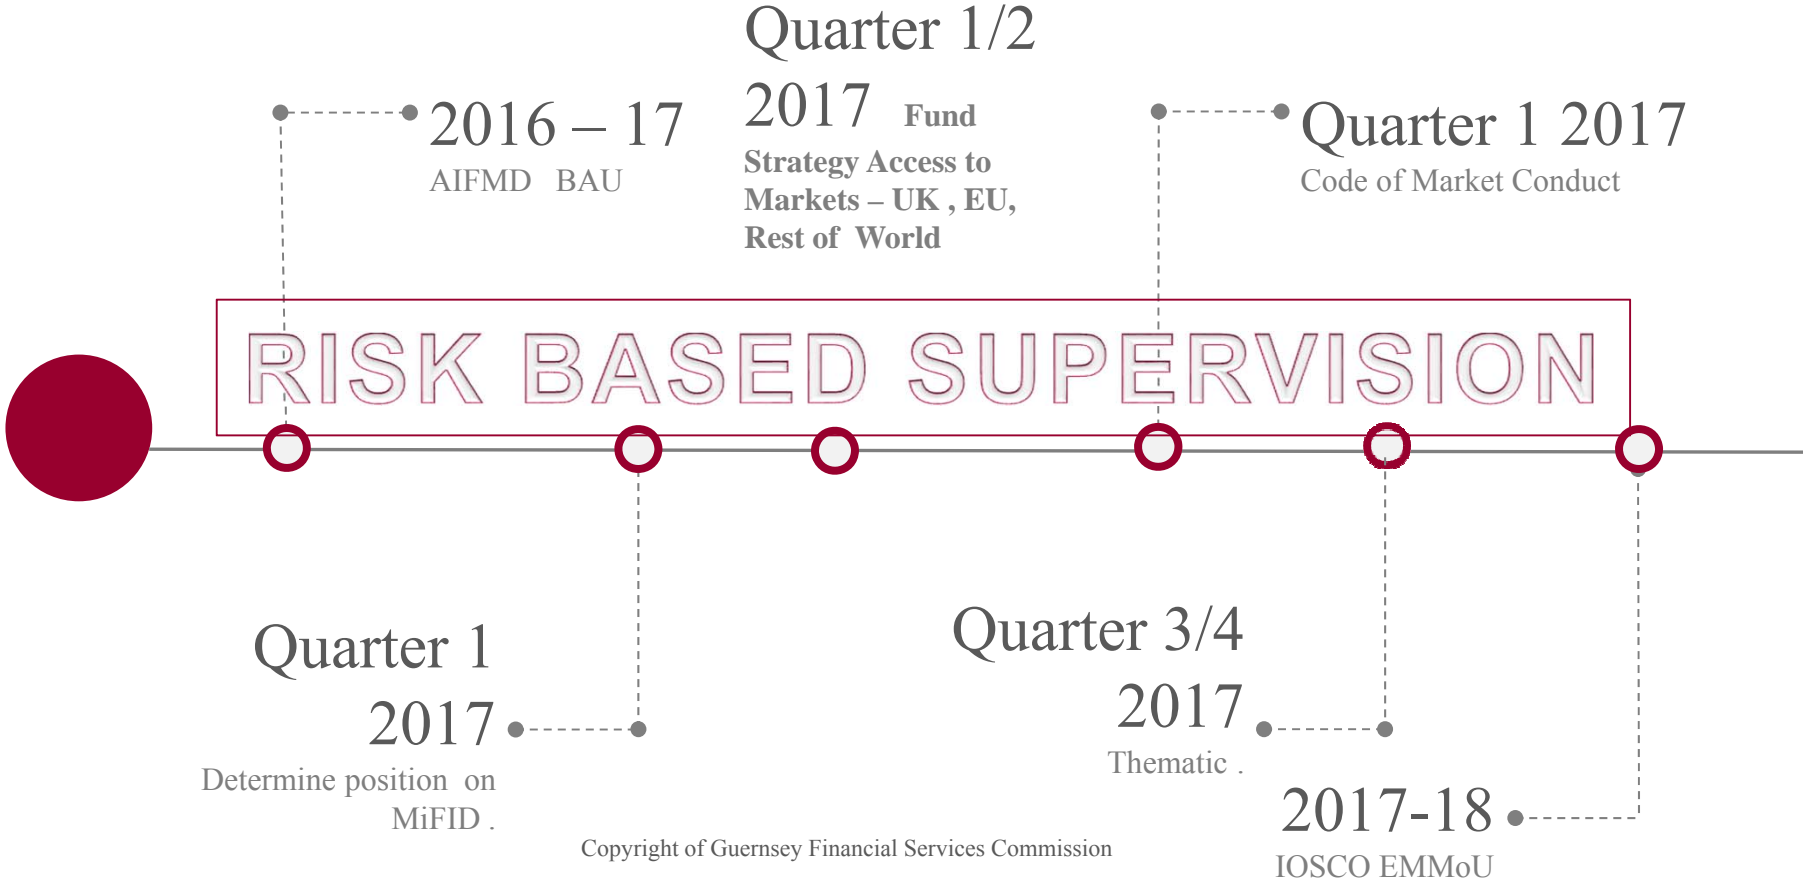 Quarter 1/2
2017 Fund
Strategy Access to
Markets – UK , EU,
Rest of World
2016 – 17
AIFMD BAU
Quarter 1 2017
Code of Market Conduct
RISK BASED SUPERVISION
Quarter 1
2017
Determine position on
MiFID .
Quarter 3/4
2017
Thematic .
2017-18
IOSCO EMMoU
Copyright of Guernsey Financial Services Commission